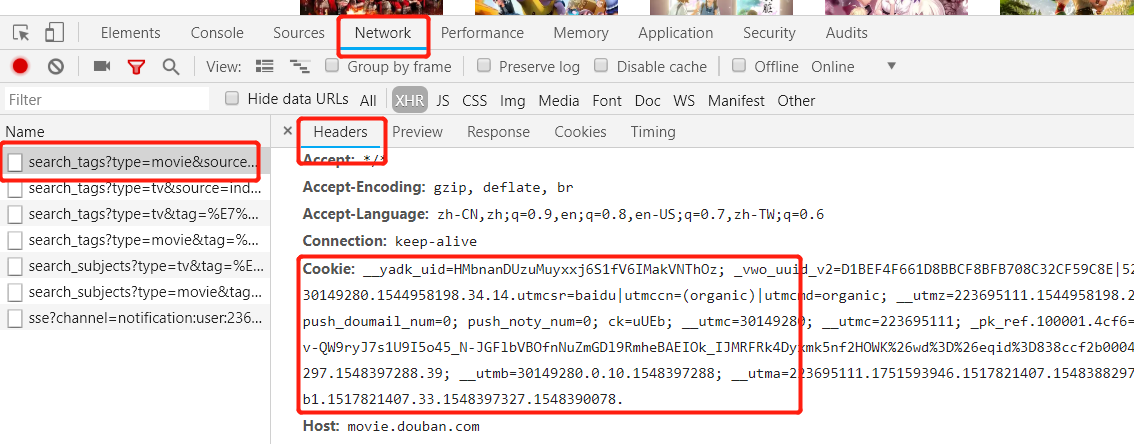 Elements Console Sources Network Performance Memory Application Security Audits
View: Group by frame Preserve log Disable cache Offline Online
Filter Hide data URLs All XHR JS CSS Img Media Font Doc WS Manifest Other
Name × Headers Preview Response Cookies Timing
search_tags?type=movie&source...
search_tags?type=tv&source=ind...
search_tags?type=tv&tag=%E7%...
search_tags?type=movie&tag=%...
search_subjects?type=tv&tag=%E...
search_subjects?type=movie&tag...
sse?channel=notification:user:236...
Accept: */*
Accept-Encoding: gzip, deflate, br
Accept-Language: zh-CN,zh;q=0.9,en;q=0.8,en-US;q=0.7,zh-TW;q=0.6
Connection: keep-alive
Cookie: __yadk_uid=HMbnanDUzuMuyxxj6S1fV6IMakVNThOz; _vwo_uuid_v2=D1BEF4F661D8BBCF8BFB708C32CF59C8E|52
30149280.1544958198.34.14.utmcsr=baidu|utmccn=(organic)|utmcmd=organic; __utmz=223695111.1544958198.2
push_doumail_num=0; push_noty_num=0; ck=uUEb; __utmc=30149280; __utmc=223695111; _pk_ref.100001.4cf6=
v-QW9ryJ7s1U9I5o45_N-JGFlbVBOfnNuZmGDl9RmheBAEIOk_IJMRFRk4Dyxmk5nf2HOWK%26wd%3D%26eqid%3D838ccf2b0004
297.1548397288.39; __utmb=30149280.0.10.1548397288; __utma=223695111.1751593946.1517821407.1548388297
b1.1517821407.33.1548397327.1548390078.
Host: movie.douban.com